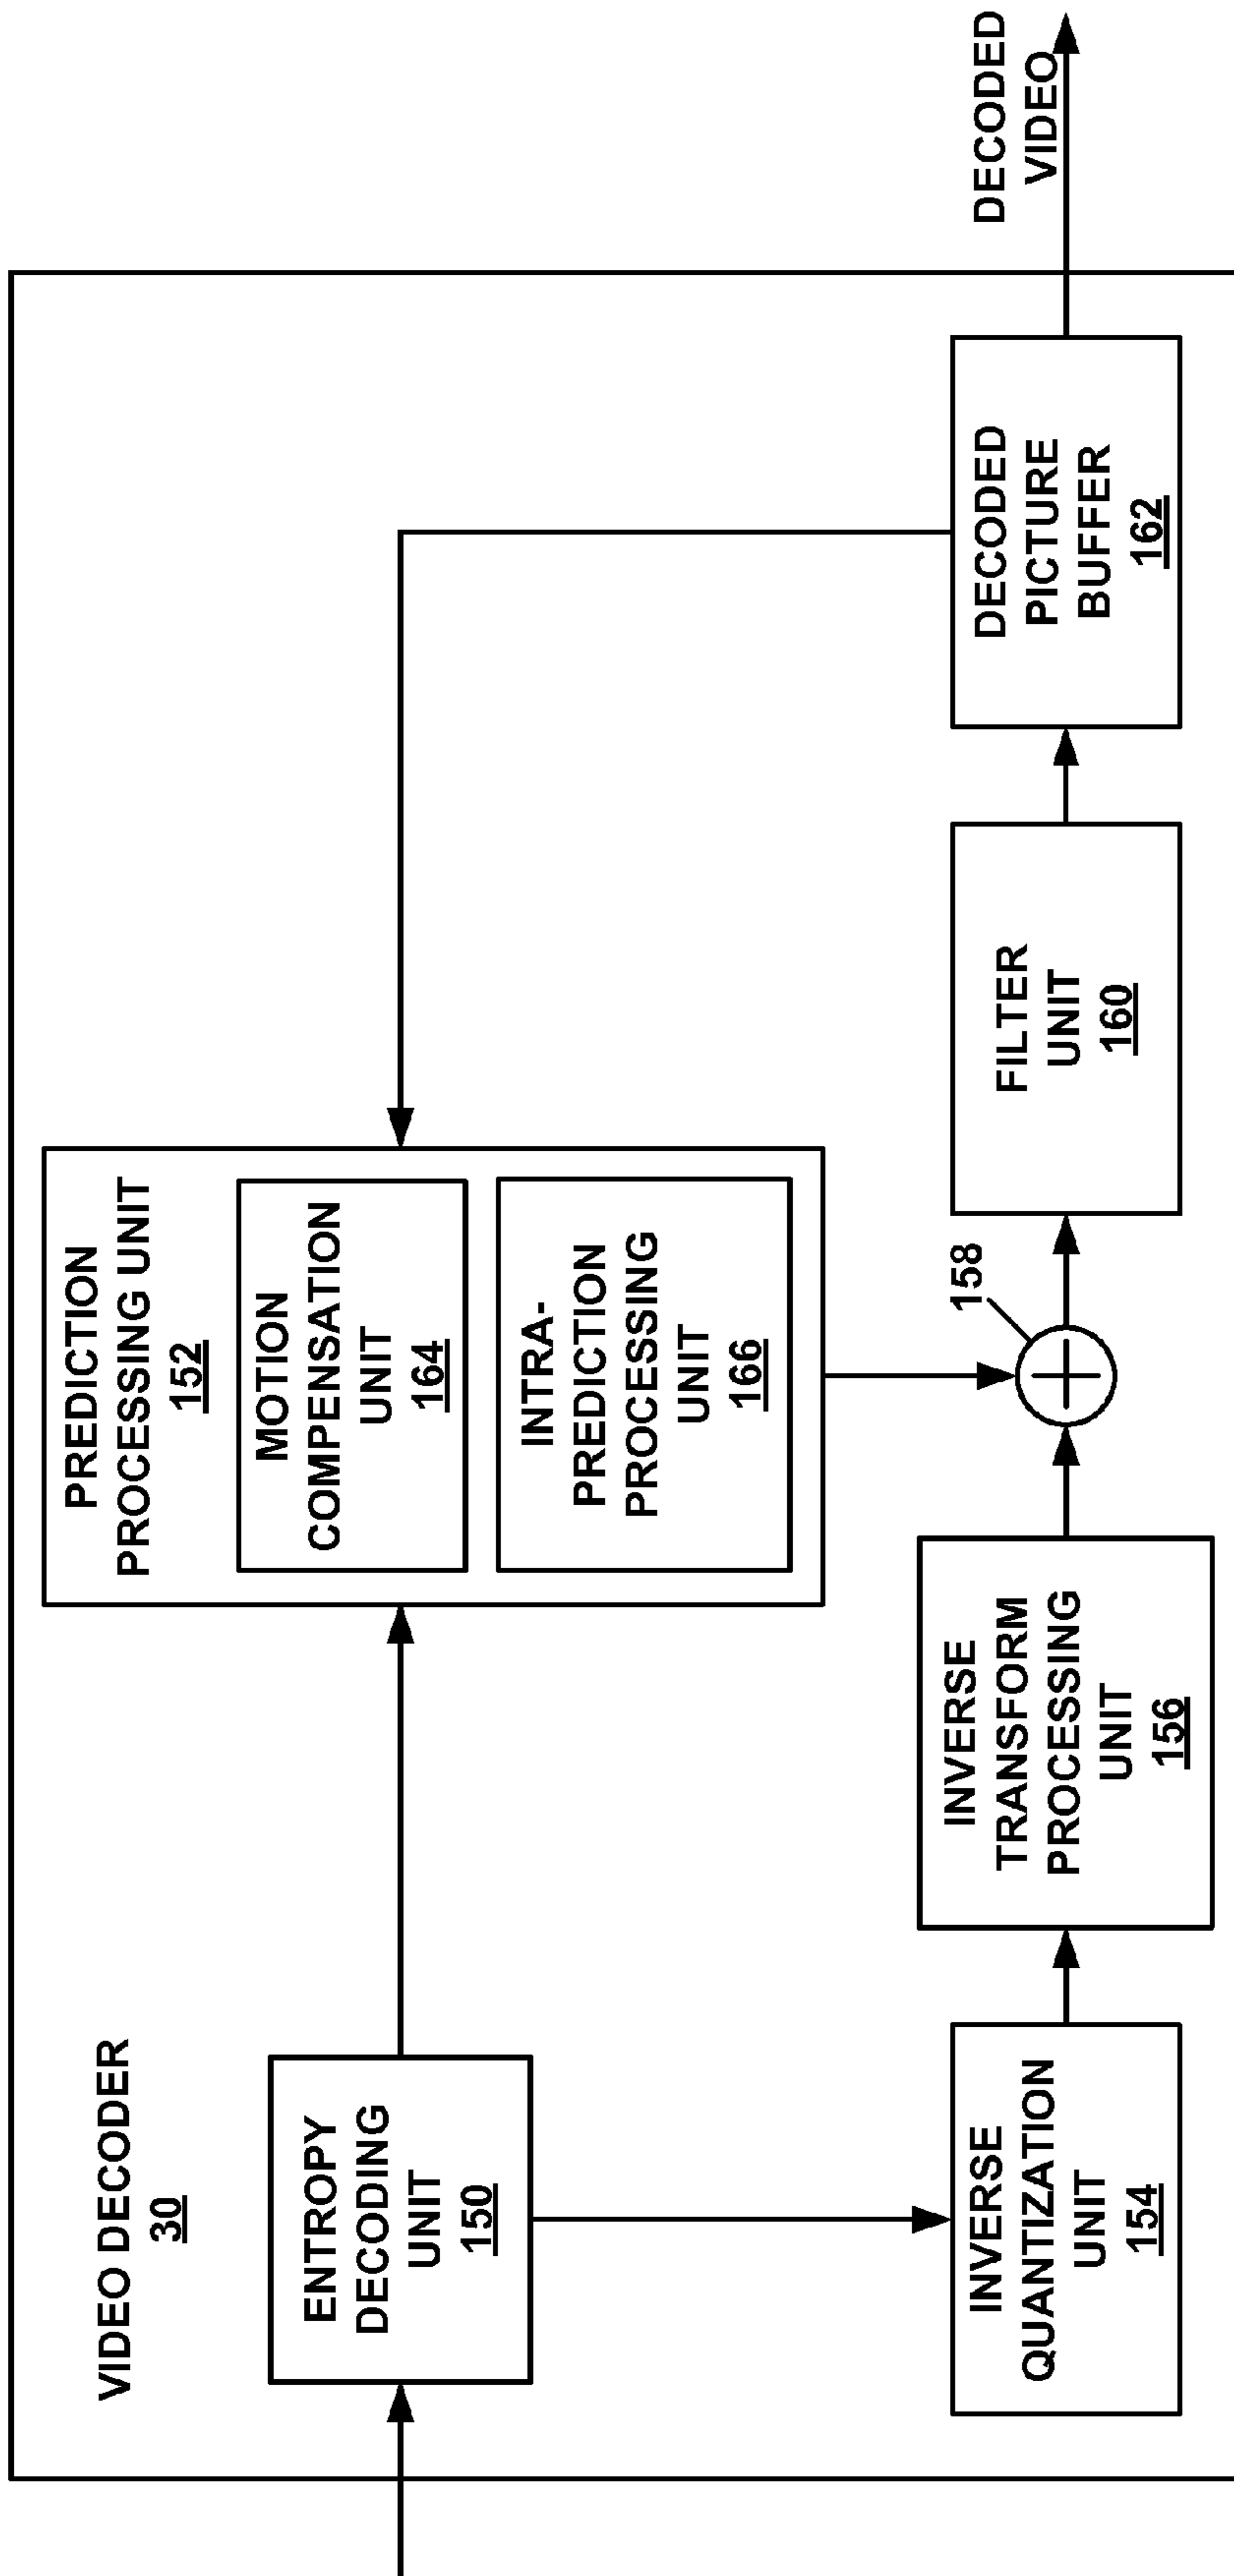 VIDEO DECODER
30
ENTROPY
DECODING
UNIT
150
PREDICTION
PROCESSING UNIT
152
MOTION
COMPENSATION
UNIT
164
INTRA-
PREDICTION
PROCESSING
UNIT
166
INVERSE
QUANTIZATION
UNIT
154
INVERSE
TRANSFORM
PROCESSING
UNIT
156
158
FILTER
UNIT
160
DECODED
PICTURE
BUFFER
162
DECODED
VIDEO